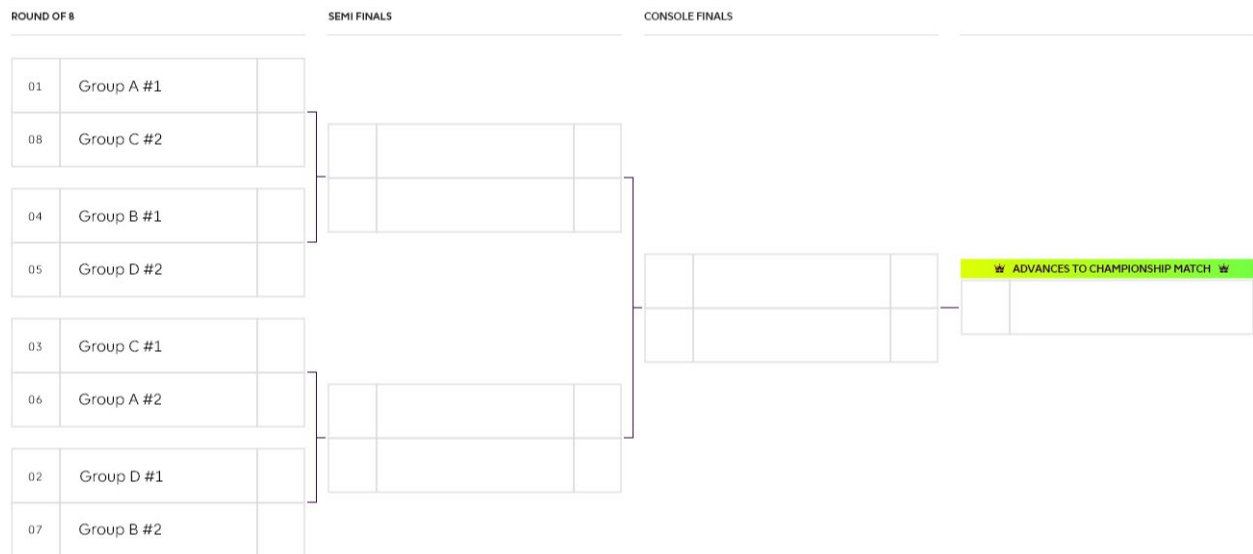 ROUND OF 8
SEMI FINALS
CONSOLE FINALS
01 Group A #1
08 Group C #2
04 Group B #1
05 Group D #2
03 Group C #1
06 Group A #2
02 Group D #1
07 Group B #2
ADVANCES TO CHAMPIONSHIP MATCH